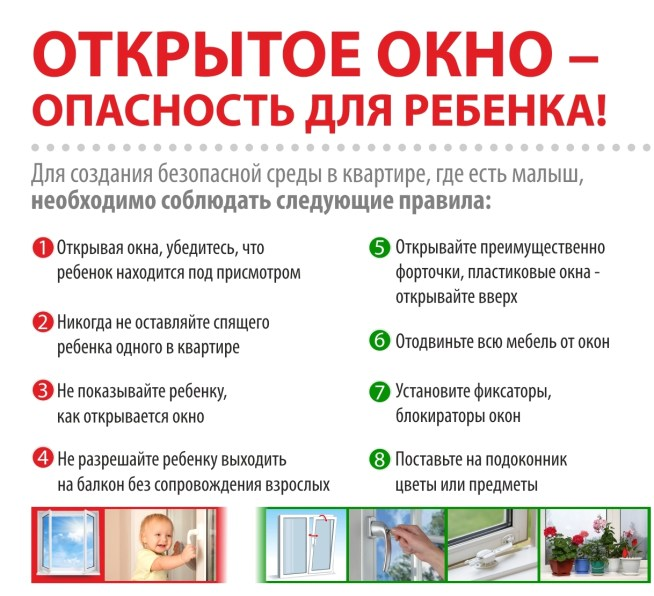 ОТКРЫТОЕ ОКНО –
ОПАСНОСТЬ ДЛЯ РЕБЕНКА!
Для создания безопасной среды в квартире, где есть малыш,
необходимо соблюдать следующие правила:
1 Открывая окна, убедитесь, что
ребенок находится под присмотром
2 Никогда не оставляйте спящего
ребенка одного в квартире
3 Не показывайте ребенку,
как открывается окно
4 Не разрешайте ребенку выходить
на балкон без сопровождения взрослых
5 Открывайте преимущественно
форточки, пластиковые окна -
открывайте вверх
6 Отодвиньте всю мебель от окон
7 Установите фиксаторы,
блокираторы окон
8 Поставьте на подоконник
цветы или предметы